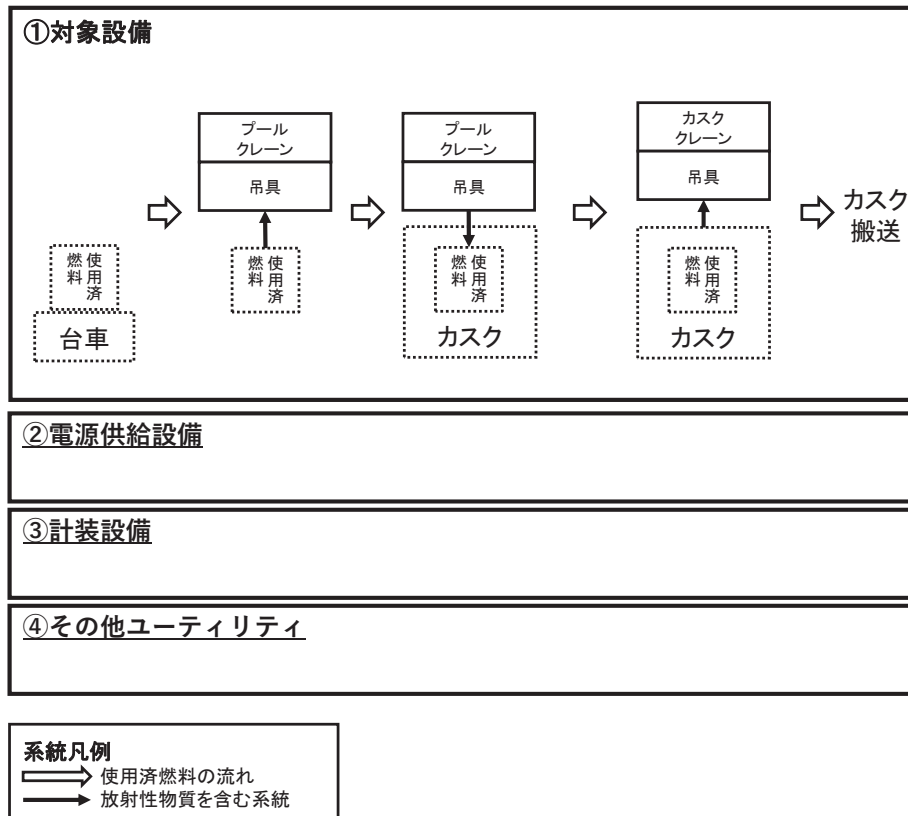 ①対象設備
プール
クレーン
吊具
プール
クレーン
吊具
カスク
クレーン
吊具
カスク
搬送
使用済
燃料
台車
使用済
燃料
使用済
燃料
カスク
使用済
燃料
カスク
②電源供給設備
③計装設備
④その他ユーティリティ
系統凡例
使用済燃料の流れ
放射性物質を含む系統